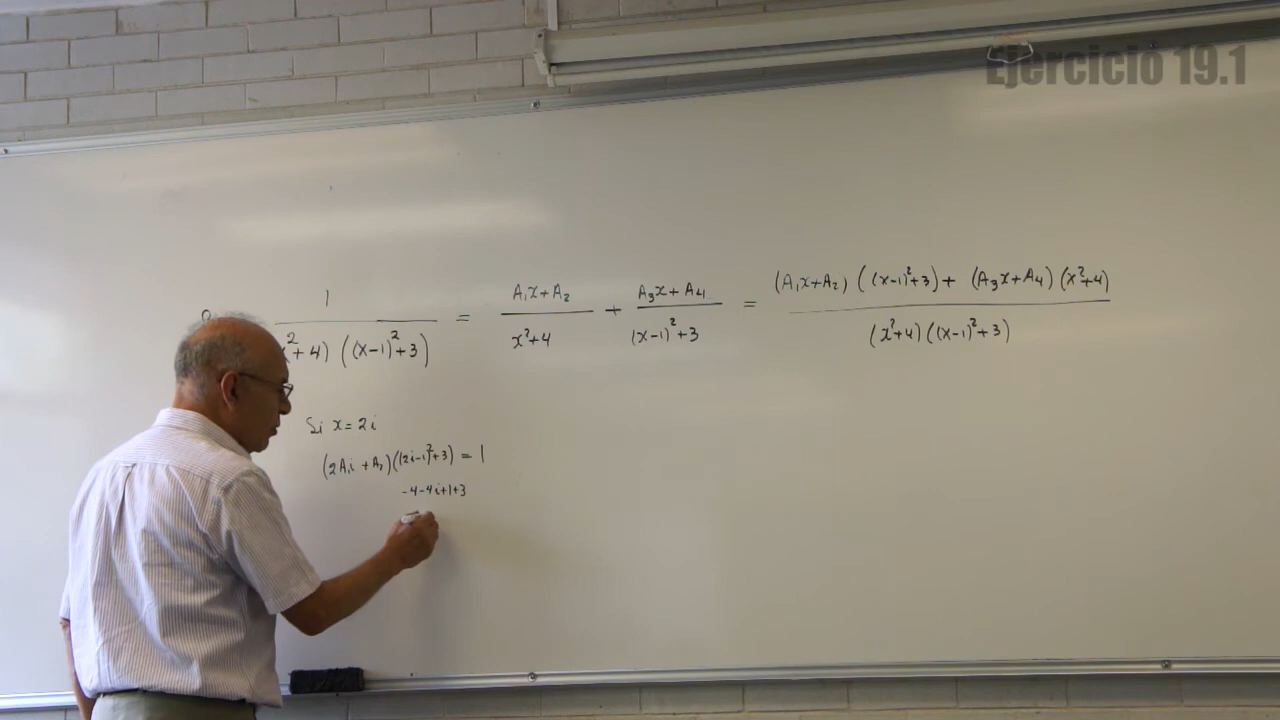 Ejercicio 19.1
1 / (x²+4) ((x-1)²+3) = A₁x+A₂ / x²+4 + A₃x+A₄ / (x-1)²+3 = (A₁x+A₂) ((x-1)²+3) + (A₃x+A₄) (x²+4) / (x²+4) ((x-1)²+3)
Si x = 2i
(2A₁i + A₂)((2i-1)²+3) = 1
-4-4i+1+3